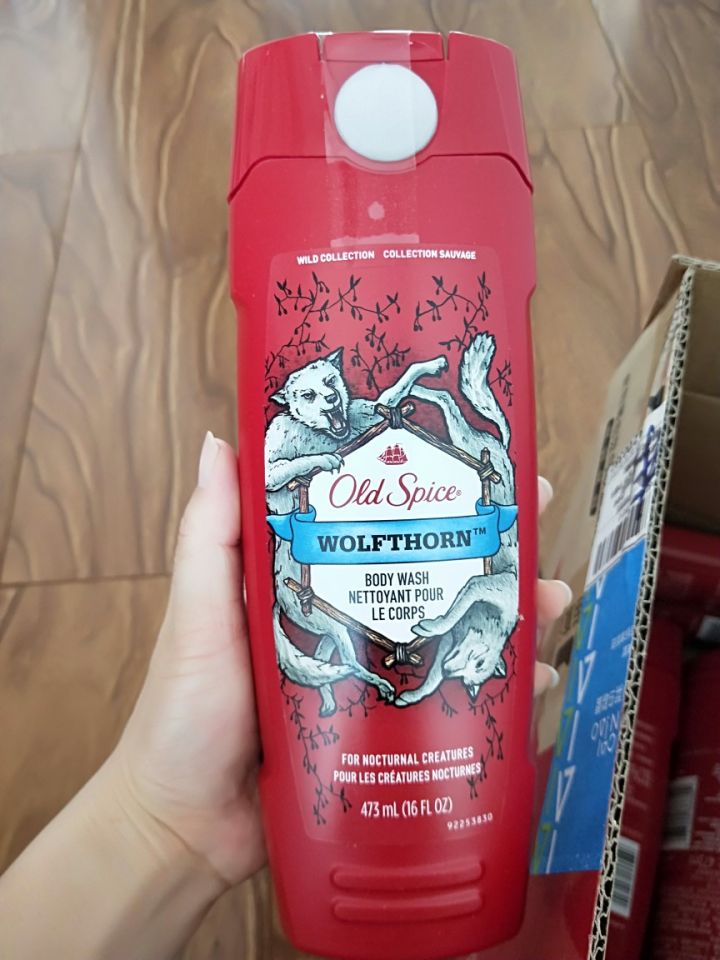 WILD COLLECTION COLLECTION SAUVAGE
Old Spice®
WOLFTHORN™
BODY WASH
NETTOYANT POUR
LE CORPS
FOR NOCTURNAL CREATURES
POUR LES CRÉATURES NOCTURNES
473 mL (16 FL OZ)
92253830